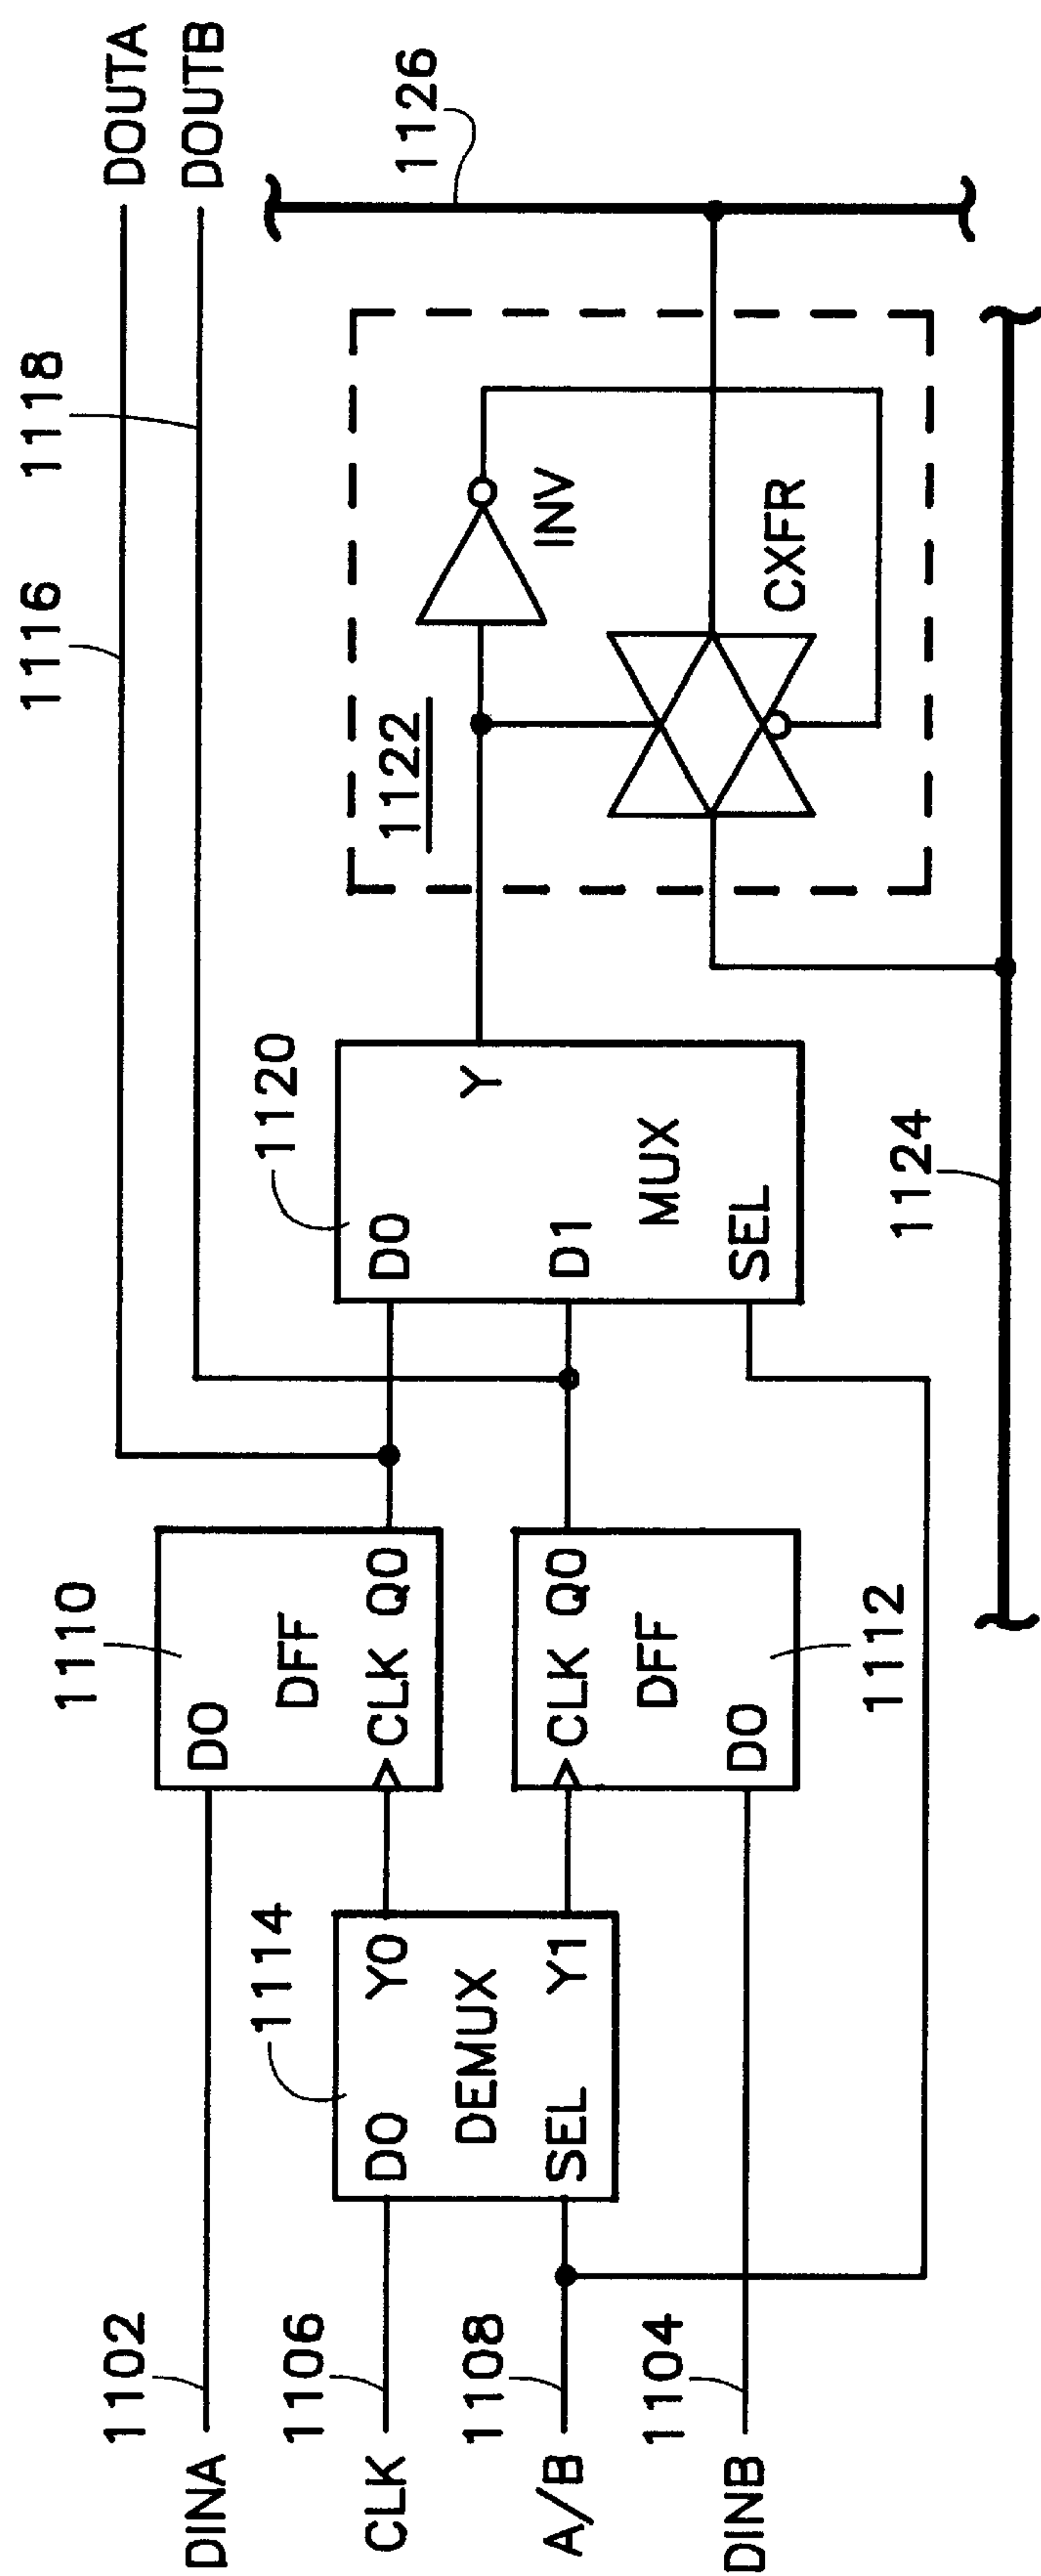 1116
1118
DOUTA
DOUTB
1126
1110
D0
DFF
CLK
Q0
1120
D0
Y
D1
MUX
SEL
1122
INV
CXFR
1102
DINA
1114
D0
Y0
DEMUX
SEL
Y1
CLK
Q0
DFF
D0
1112
1106
CLK
1108
A/B
1104
DINB
1124